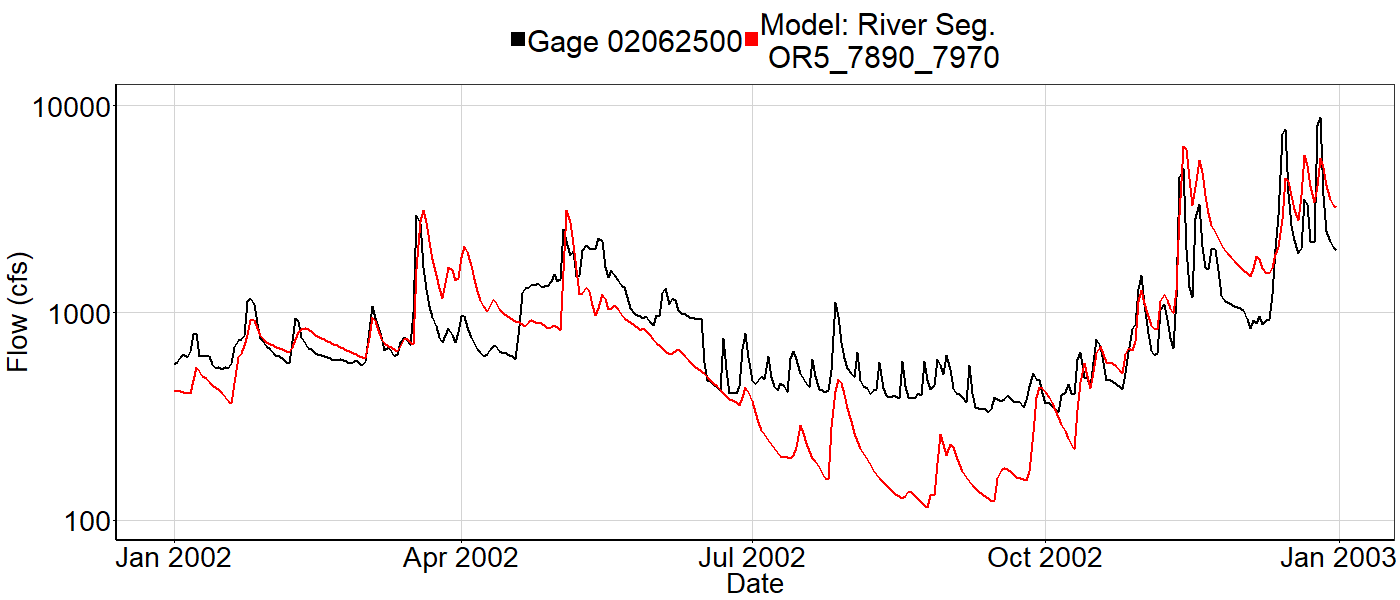 Gage 02062500
Model: River Seg.
OR5_7890_7970
Flow (cfs)
10000
1000
100
Jan 2002
Apr 2002
Jul 2002
Oct 2002
Jan 2003
Date